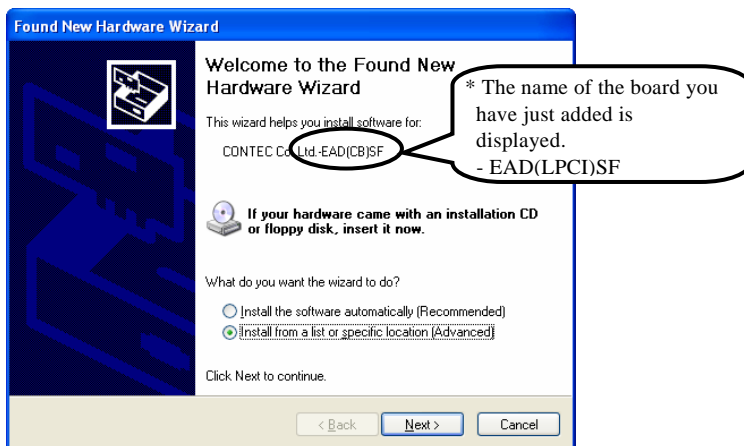 Found New Hardware Wizard
Welcome to the Found New
Hardware Wizard
This wizard helps you install software for:
CONTEC Co. Ltd.-EAD(CB)SF
If your hardware came with an installation CD
or floppy disk, insert it now.
What do you want the wizard to do?
Install the software automatically (Recommended)
Install from a list or specific location (Advanced)
Click Next to continue.
< Back
Next >
Cancel
* The name of the board you
have just added is
displayed.
- EAD(LPCI)SF